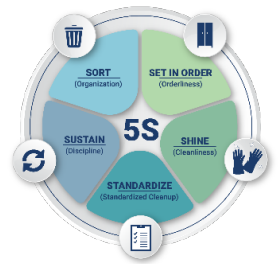 SORT
(Organization)
SET IN ORDER
(Orderliness)
5S
SUSTAIN
(Discipline)
SHINE
(Cleanliness)
STANDARDIZE
(Standardized Cleanup)